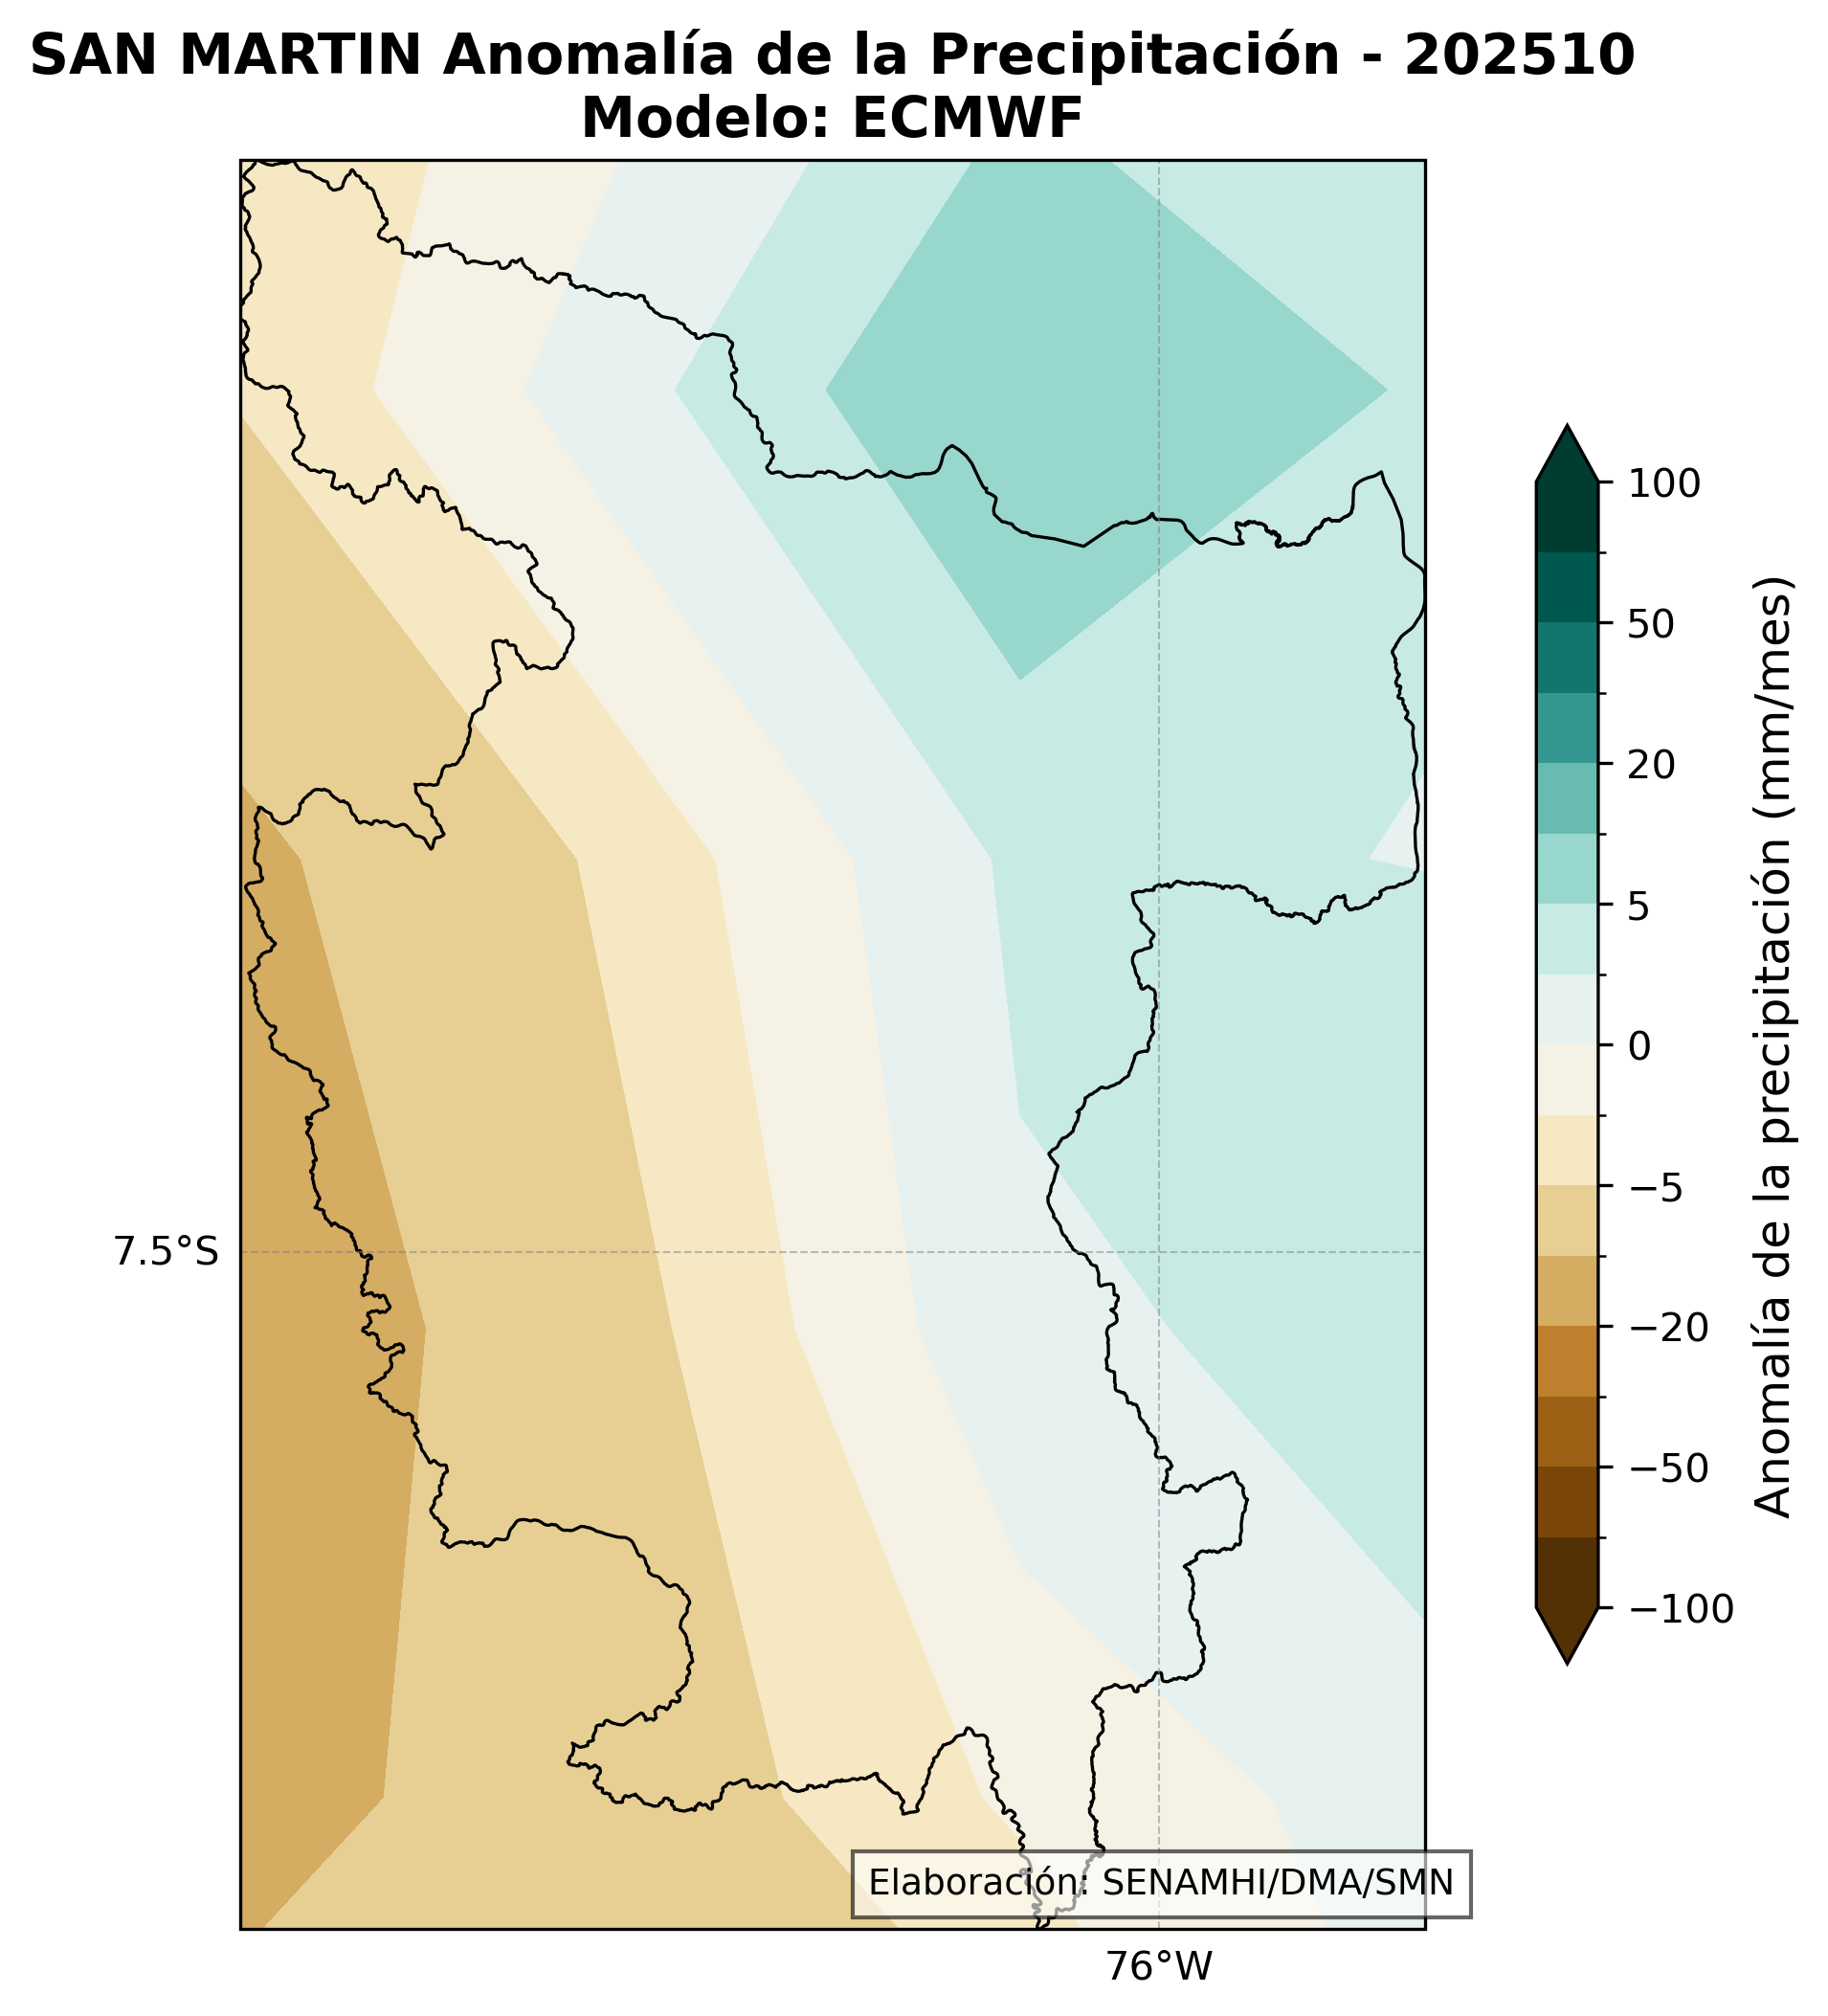 SAN MARTIN Anomalía de la Precipitación - 202510
Modelo: ECMWF
100
50
20
5
0
−5
−20
−50
−100
Anomalía de la precipitación (mm/mes)
7.5°S
Elaboración: SENAMHI/DMA/SMN
76°W